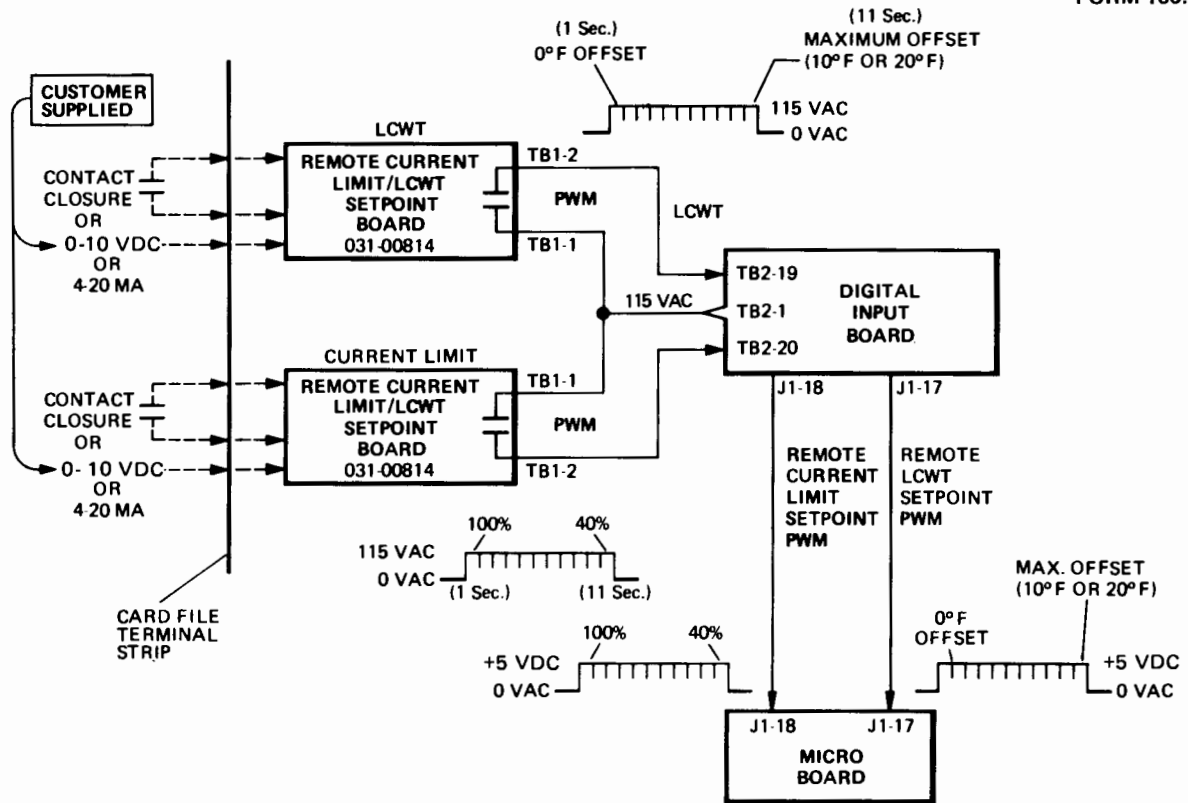 FORM 160.
(1 Sec.)
0°F OFFSET
(11 Sec.)
MAXIMUM OFFSET
(10°F OR 20°F)
115 VAC
0 VAC
CUSTOMER
SUPPLIED
CONTACT
CLOSURE
OR
0-10 VDC
OR
4-20 MA
LCWT
REMOTE CURRENT
LIMIT/LCWT
SETPOINT
BOARD
031-00814
TB1-2
PWM
TB1-1
LCWT
115 VAC
TB2-19
TB2-1
TB2-20
DIGITAL
INPUT
BOARD
CONTACT
CLOSURE
OR
0-10 VDC
OR
4-20 MA
CURRENT LIMIT
REMOTE CURRENT
LIMIT/LCWT
SETPOINT
BOARD
031-00814
TB1-1
PWM
TB1-2
J1-18
J1-17
REMOTE
CURRENT
LIMIT
SETPOINT
PWM
REMOTE
LCWT
SETPOINT
PWM
100%
40%
115 VAC
0 VAC
(1 Sec.)
(11 Sec.)
CARD FILE
TERMINAL
STRIP
100%
40%
+5 VDC
0 VAC
MAX. OFFSET
(10°F OR 20°F)
0°F
OFFSET
+5 VDC
0 VAC
J1-18
J1-17
MICRO
BOARD